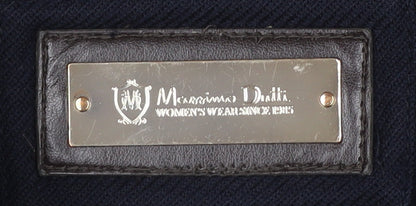 Massimo Dutti
WOMEN'S WEAR SINCE 1985